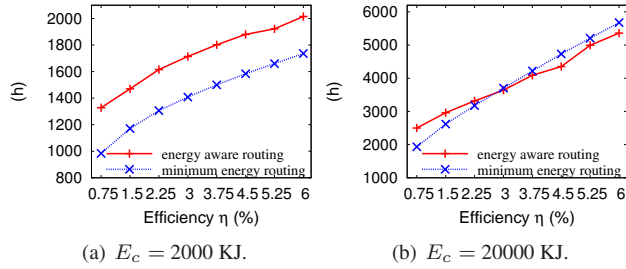 2000
1800
1600
1400
1200
1000
800
(h)
energy aware routing
minimum energy routing
0.75 1.5 2.25 3 3.75 4.5 5.25 6
Efficiency η (%)
(a) E_c = 2000 KJ.
6000
5000
4000
3000
2000
1000
(h)
energy aware routing
minimum energy routing
0.75 1.5 2.25 3 3.75 4.5 5.25 6
Efficiency η (%)
(b) E_c = 20000 KJ.